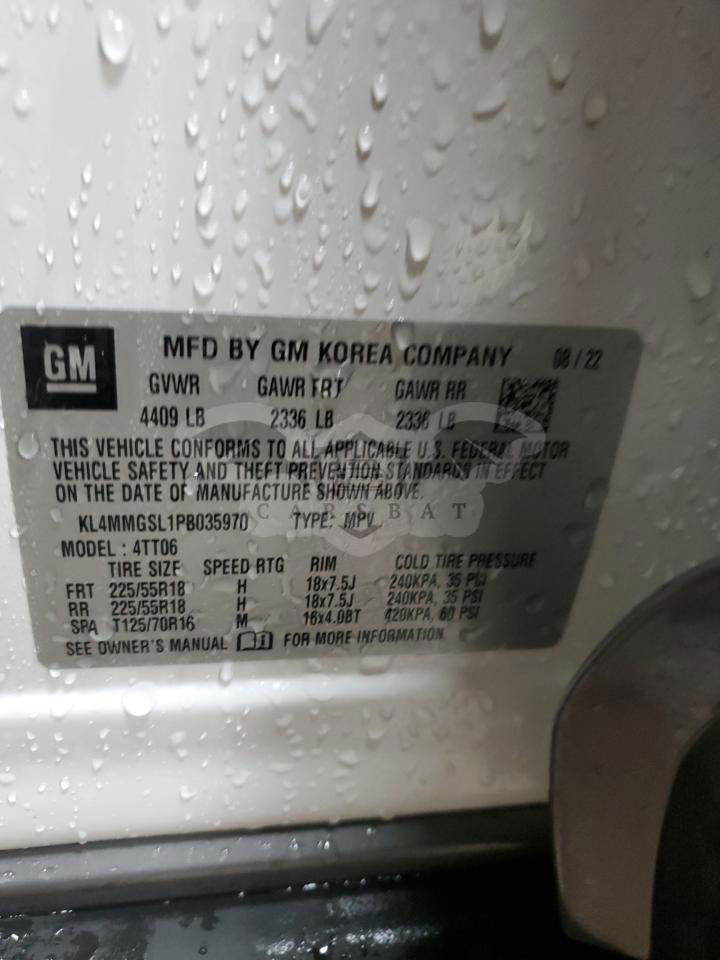 GM
MFD BY GM KOREA COMPANY 08/22
GVWR GAWR FRT GAWR RR
4409 LB 2336 LB 2336 LB
THIS VEHICLE CONFORMS TO ALL APPLICABLE U.S. FEDERAL MOTOR
VEHICLE SAFETY AND THEFT PREVENTION STANDARDS IN EFFECT
ON THE DATE OF MANUFACTURE SHOWN ABOVE.
CARSBAT
KL4MMGSL1PB035970 TYPE: MPV
MODEL : 4TT06
TIRE SIZE SPEED RTG RIM COLD TIRE PRESSURE
FRT 225/55R18 H 18x7.5J 240KPA, 35 PSI
RR 225/55R18 H 18x7.5J 240KPA, 35 PSI
SPA T125/70R16 M 16x4.0BT 420KPA, 60 PSI
SEE OWNER'S MANUAL FOR MORE INFORMATION.